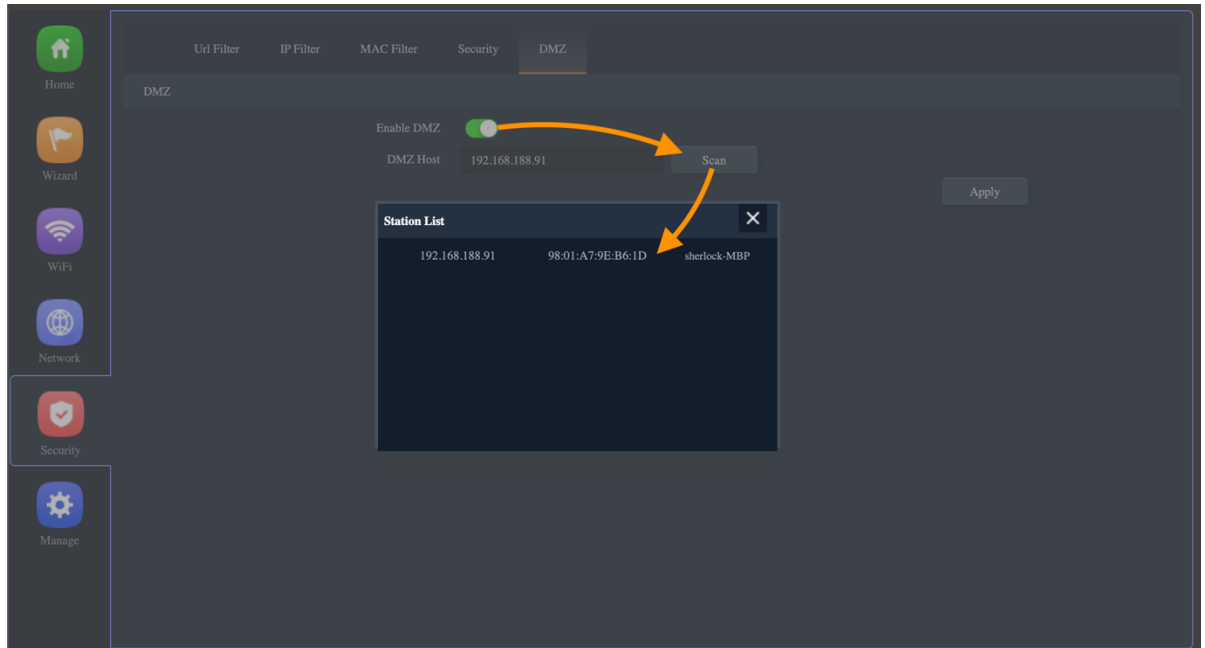 Home
Wizard
WiFi
Network
Security
Manage
Url Filter IP Filter MAC Filter Security DMZ
DMZ
Enable DMZ
DMZ Host 192.168.188.91 Scan
Apply
Station List
192.168.188.91 98:01:A7:9E:B6:1D sherlock-MBP